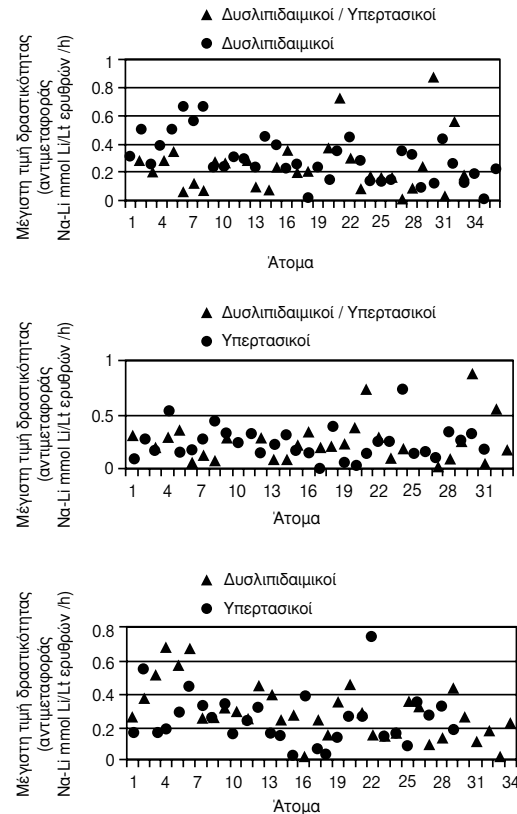 ▲ Δυσλιπιδαιμικοί / Υπερτασικοί
● Δυσλιπιδαιμικοί
Μέγιστη τιμή δραστικότητας
(αντιμεταφοράς
Να-Li mmol Li/Lt ερυθρών /h)
1
0.8
0.6
0.4
0.2
0
1 4 7 10 13 16 19 22 25 28 31 34
Άτομα
▲ Δυσλιπιδαιμικοί / Υπερτασικοί
● Υπερτασικοί
Μέγιστη τιμή δραστικότητας
(αντιμεταφοράς
Να-Li mmol Li/Lt ερυθρών /h)
1
0.5
0
1 4 7 10 13 16 19 22 25 28 31
Άτομα
▲ Δυσλιπιδαιμικοί
● Υπερτασικοί
Μέγιστη τιμή δραστικότητας
(αντιμεταφοράς
Να-Li mmol Li/Lt ερυθρών /h)
0.8
0.6
0.4
0.2
0
1 4 7 10 13 16 19 22 25 28 31 34
Άτομα